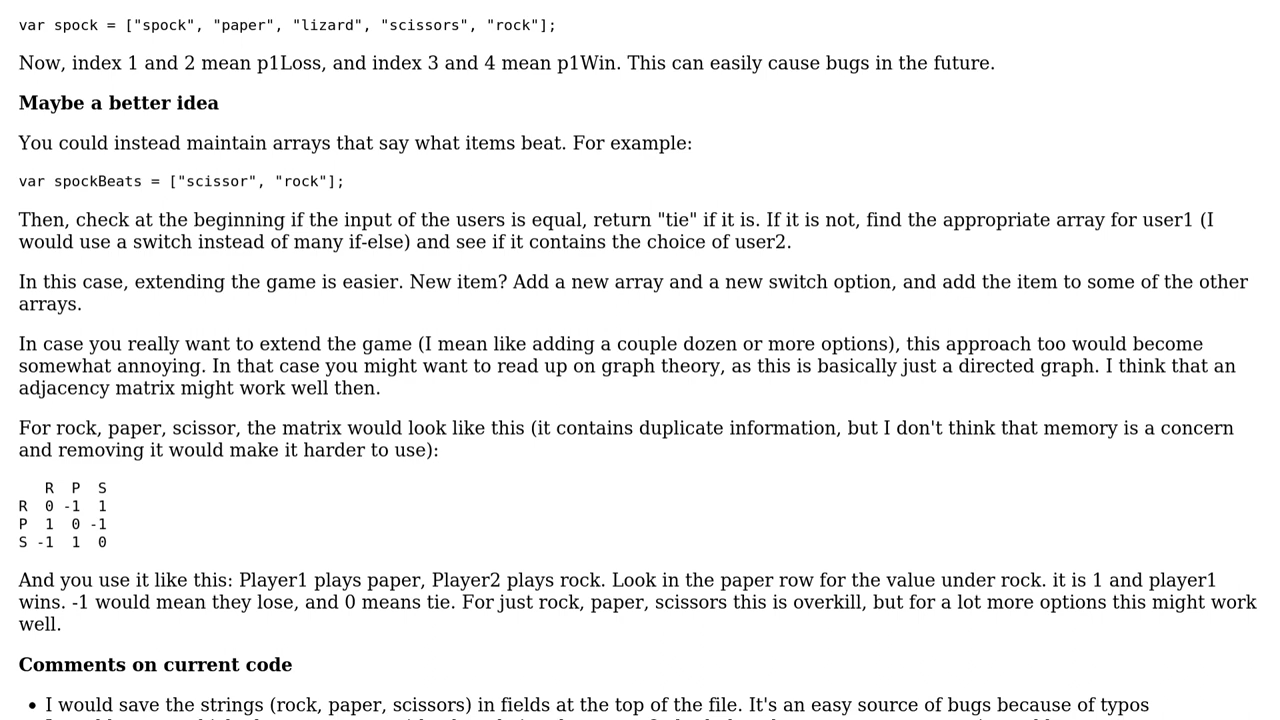 var spock = ["spock", "paper", "lizard", "scissors", "rock"];
Now, index 1 and 2 mean p1Loss, and index 3 and 4 mean p1Win. This can easily cause bugs in the future.
Maybe a better idea
You could instead maintain arrays that say what items beat. For example:
var spockBeats = ["scissor", "rock"];
Then, check at the beginning if the input of the users is equal, return "tie" if it is. If it is not, find the appropriate array for user1 (I
would use a switch instead of many if-else) and see if it contains the choice of user2.
In this case, extending the game is easier. New item? Add a new array and a new switch option, and add the item to some of the other
arrays.
In case you really want to extend the game (I mean like adding a couple dozen or more options), this approach too would become
somewhat annoying. In that case you might want to read up on graph theory, as this is basically just a directed graph. I think that an
adjacency matrix might work well then.
For rock, paper, scissor, the matrix would look like this (it contains duplicate information, but I don't think that memory is a concern
and removing it would make it harder to use):
   R  P  S
R  0 -1  1
P  1  0 -1
S -1  1  0
And you use it like this: Player1 plays paper, Player2 plays rock. Look in the paper row for the value under rock. it is 1 and player1
wins. -1 would mean they lose, and 0 means tie. For just rock, paper, scissors this is overkill, but for a lot more options this might work
well.
Comments on current code
• I would save the strings (rock, paper, scissors) in fields at the top of the file. It's an easy source of bugs because of typos